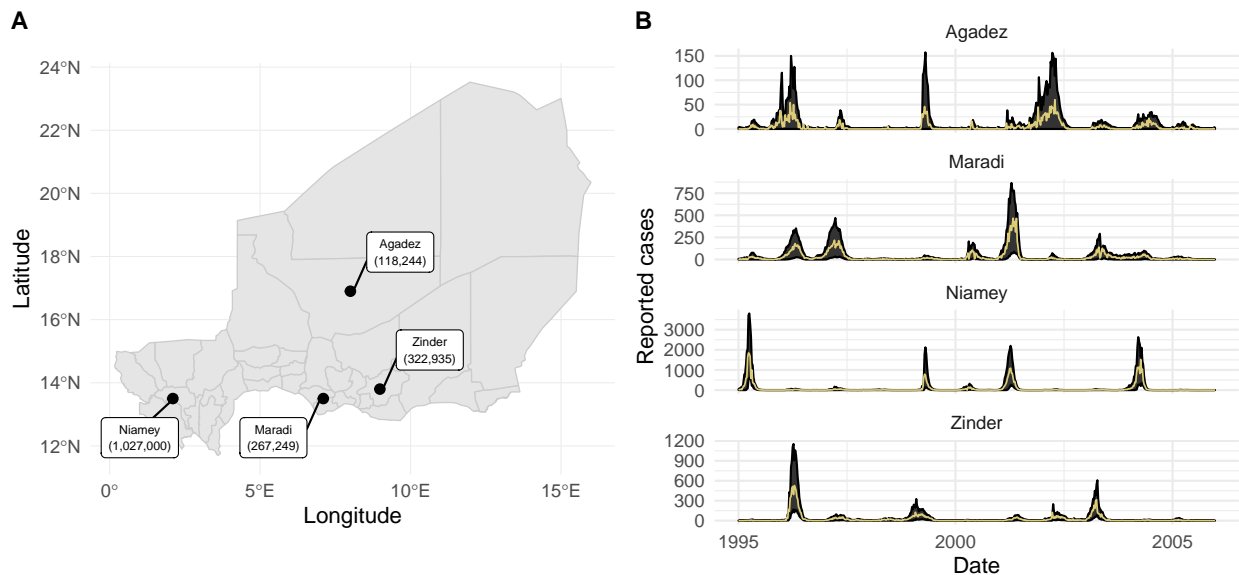 A
24°N
22°N
20°N
18°N
16°N
14°N
12°N
Latitude
Agadez
(118,244)
Zinder
(322,935)
Niamey
(1,027,000)
Maradi
(267,249)
0° 5°E 10°E 15°E
Longitude
B
Agadez
150
100
50
0
Maradi
750
500
250
0
Niamey
3000
2000
1000
0
Zinder
1200
900
600
300
0
Reported cases
1995 2000 2005
Date